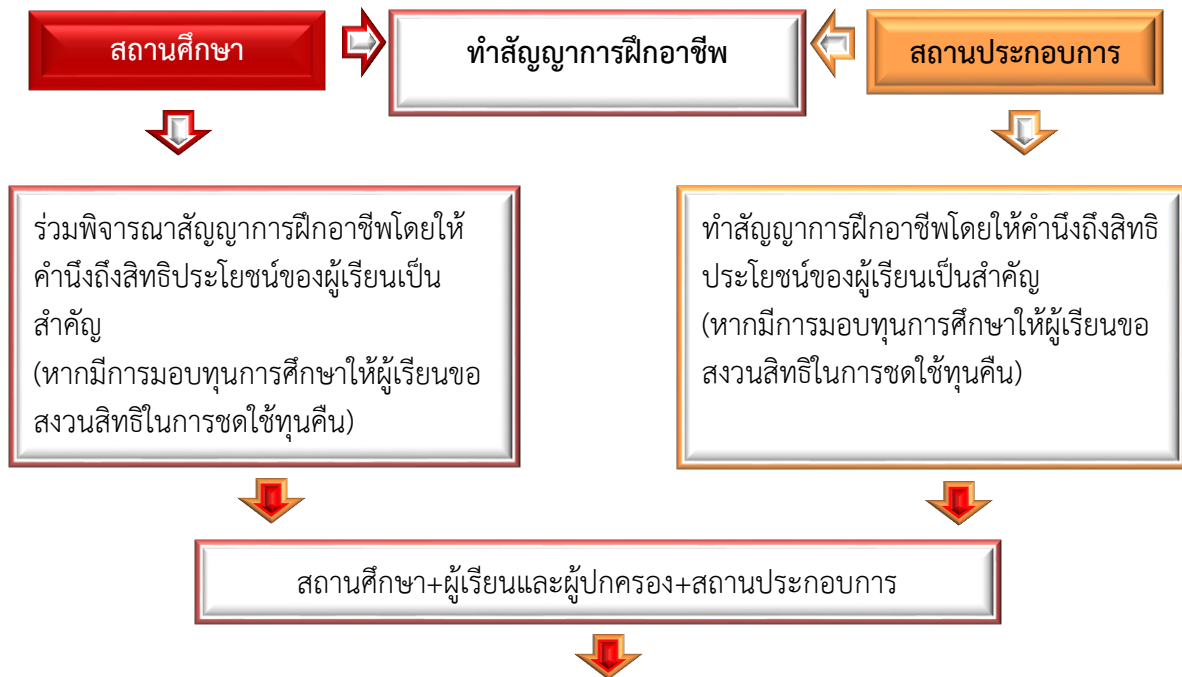 สถานศึกษา
ทำสัญญาการฝึกอาชีพ
สถานประกอบการ
ร่วมพิจารณาสัญญาการฝึกอาชีพโดยให้
คำนึงถึงสิทธิประโยชน์ของผู้เรียนเป็น
สำคัญ
(หากมีการมอบทุนการศึกษาให้ผู้เรียนขอ
สงวนสิทธิในการชดใช้ทุนคืน)
ทำสัญญาการฝึกอาชีพโดยให้คำนึงถึงสิทธิ
ประโยชน์ของผู้เรียนเป็นสำคัญ
(หากมีการมอบทุนการศึกษาให้ผู้เรียนขอ
สงวนสิทธิในการชดใช้ทุนคืน)
สถานศึกษา+ผู้เรียนและผู้ปกครอง+สถานประกอบการ